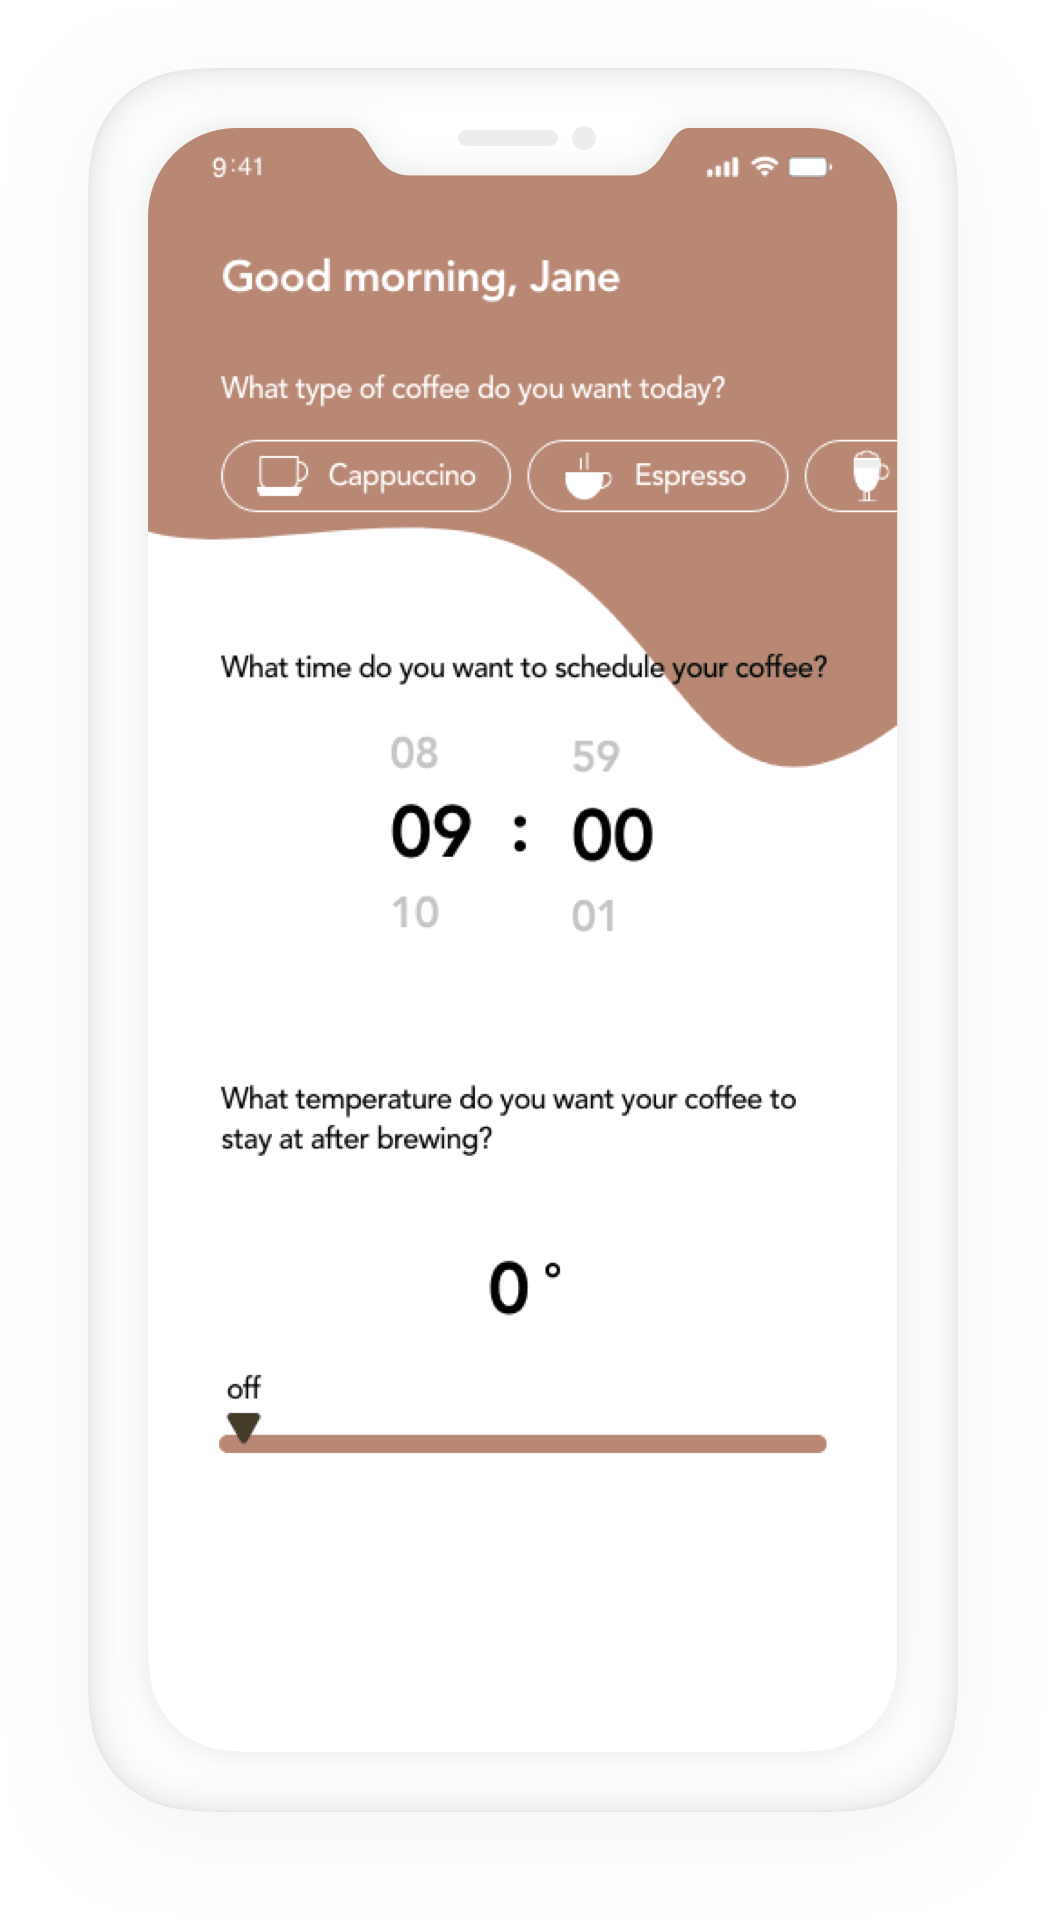 9:41
Good morning, Jane
What type of coffee do you want today?
Cappuccino Espresso
What time do you want to schedule your coffee?
08 59
09 : 00
10 01
What temperature do you want your coffee to
stay at after brewing?
0°
off